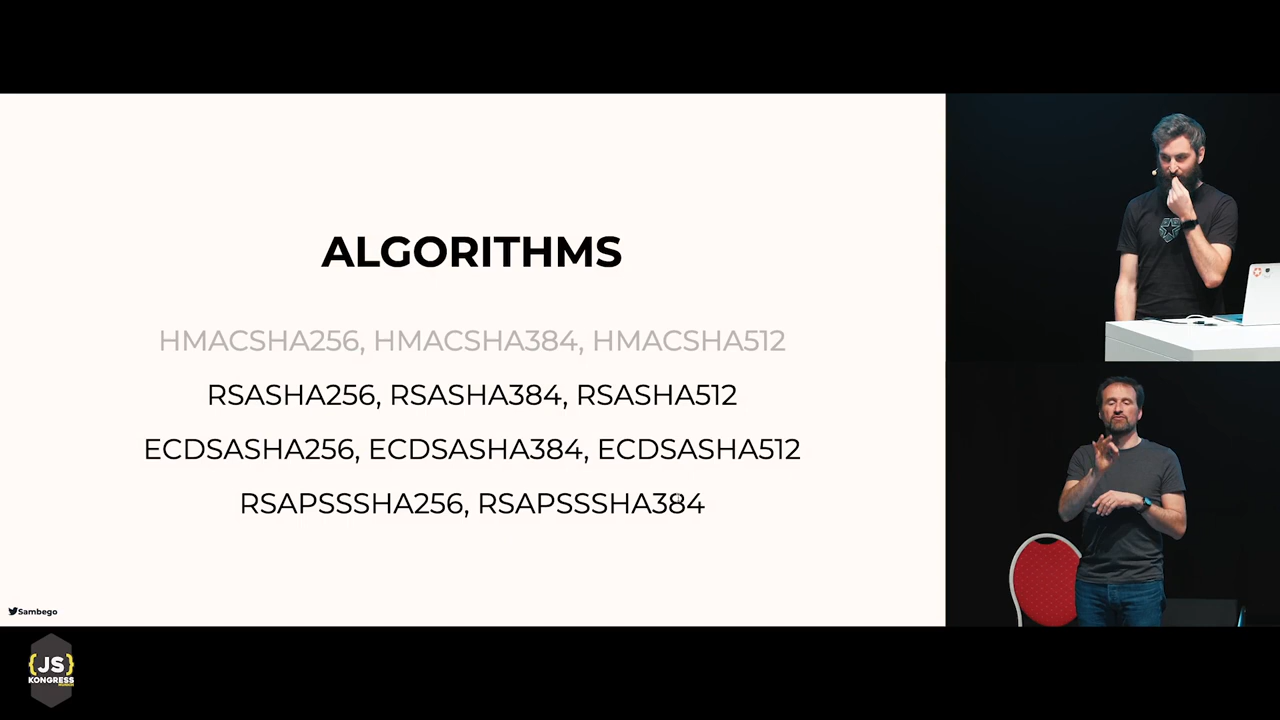 ALGORITHMS
HMACSHA256, HMACSHA384, HMACSHA512
RSASHA256, RSASHA384, RSASHA512
ECDSASHA256, ECDSASHA384, ECDSASHA512
RSAPSSSHA256, RSAPSSSHA384
Sambego
{JS}
KONGRESS